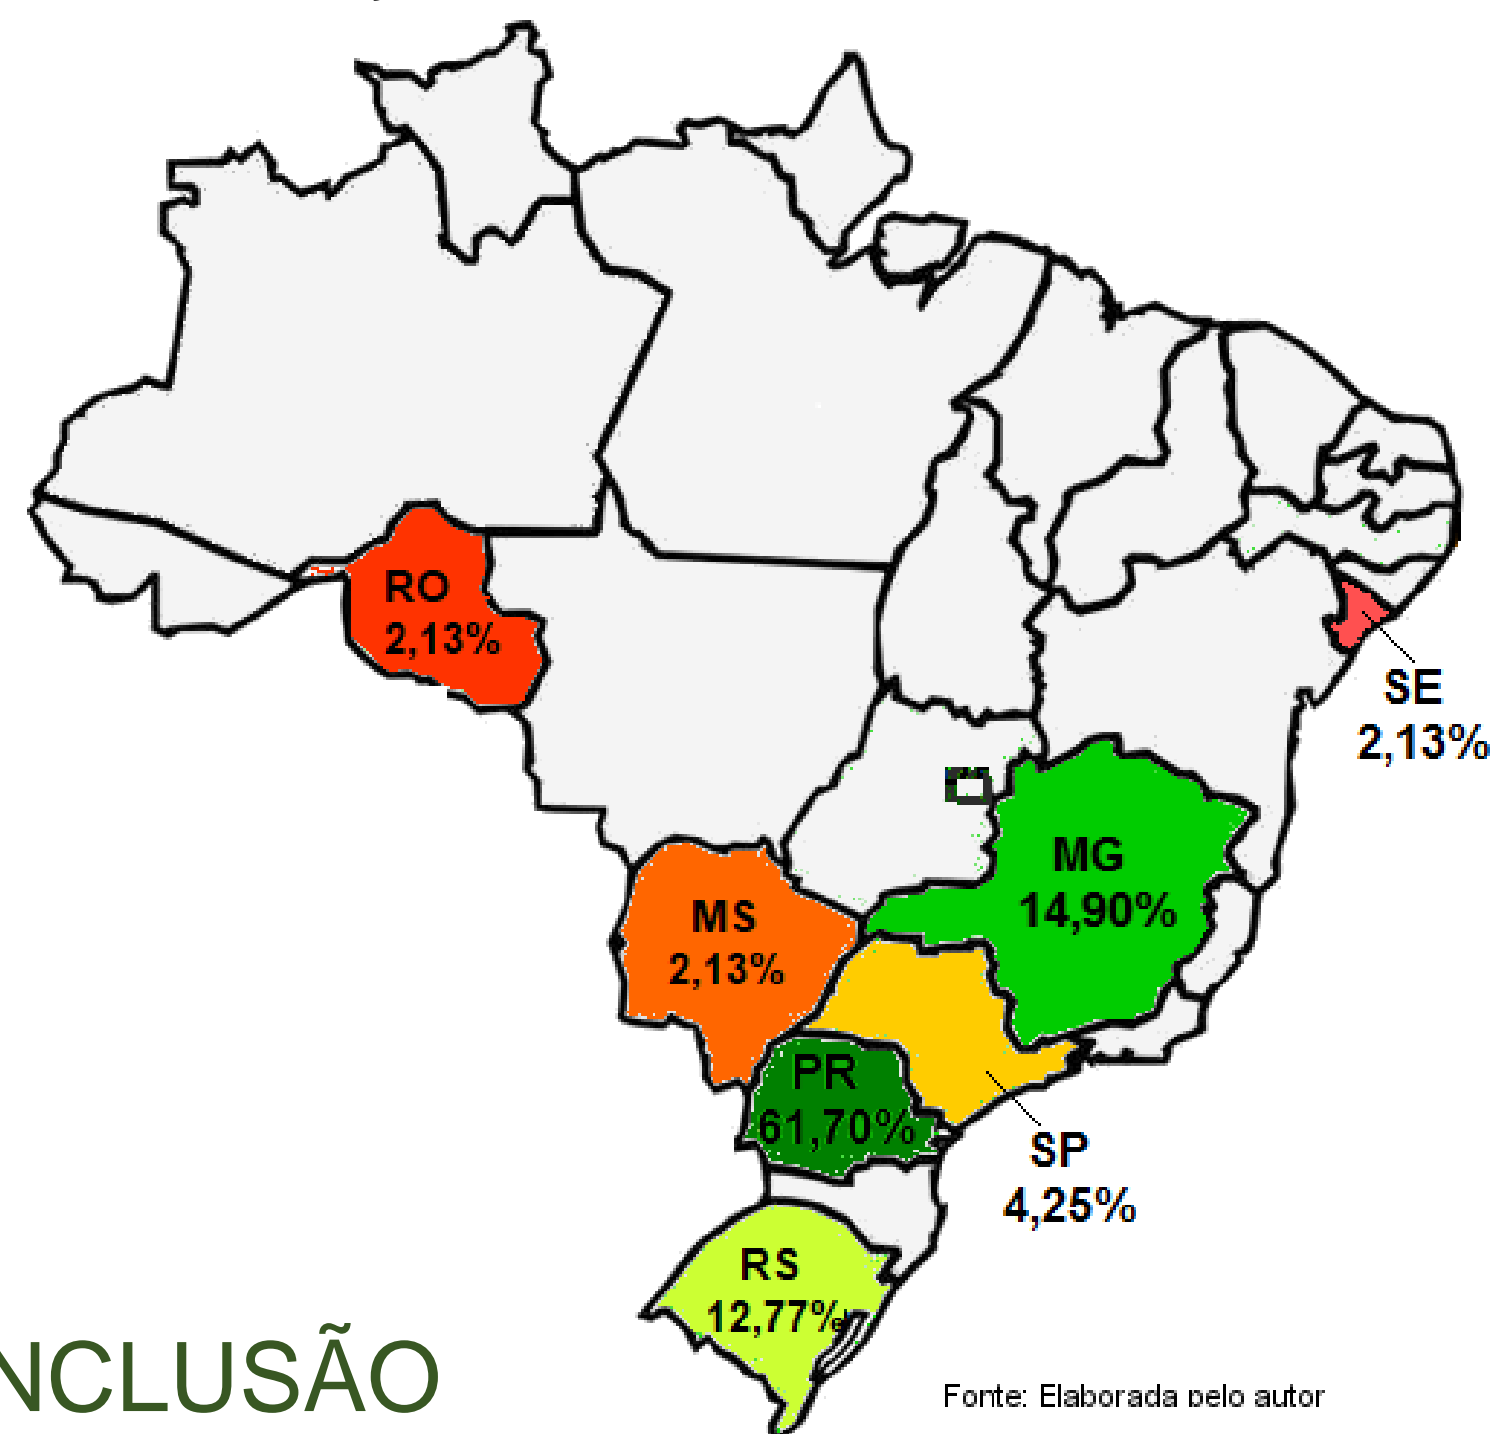 RO
2,13%
SE
2,13%
MG
14,90%
MS
2,13%
PR
61,70%
SP
4,25%
RS
12,77%
NCLUSÃO
Fonte: Elaborada pelo autor